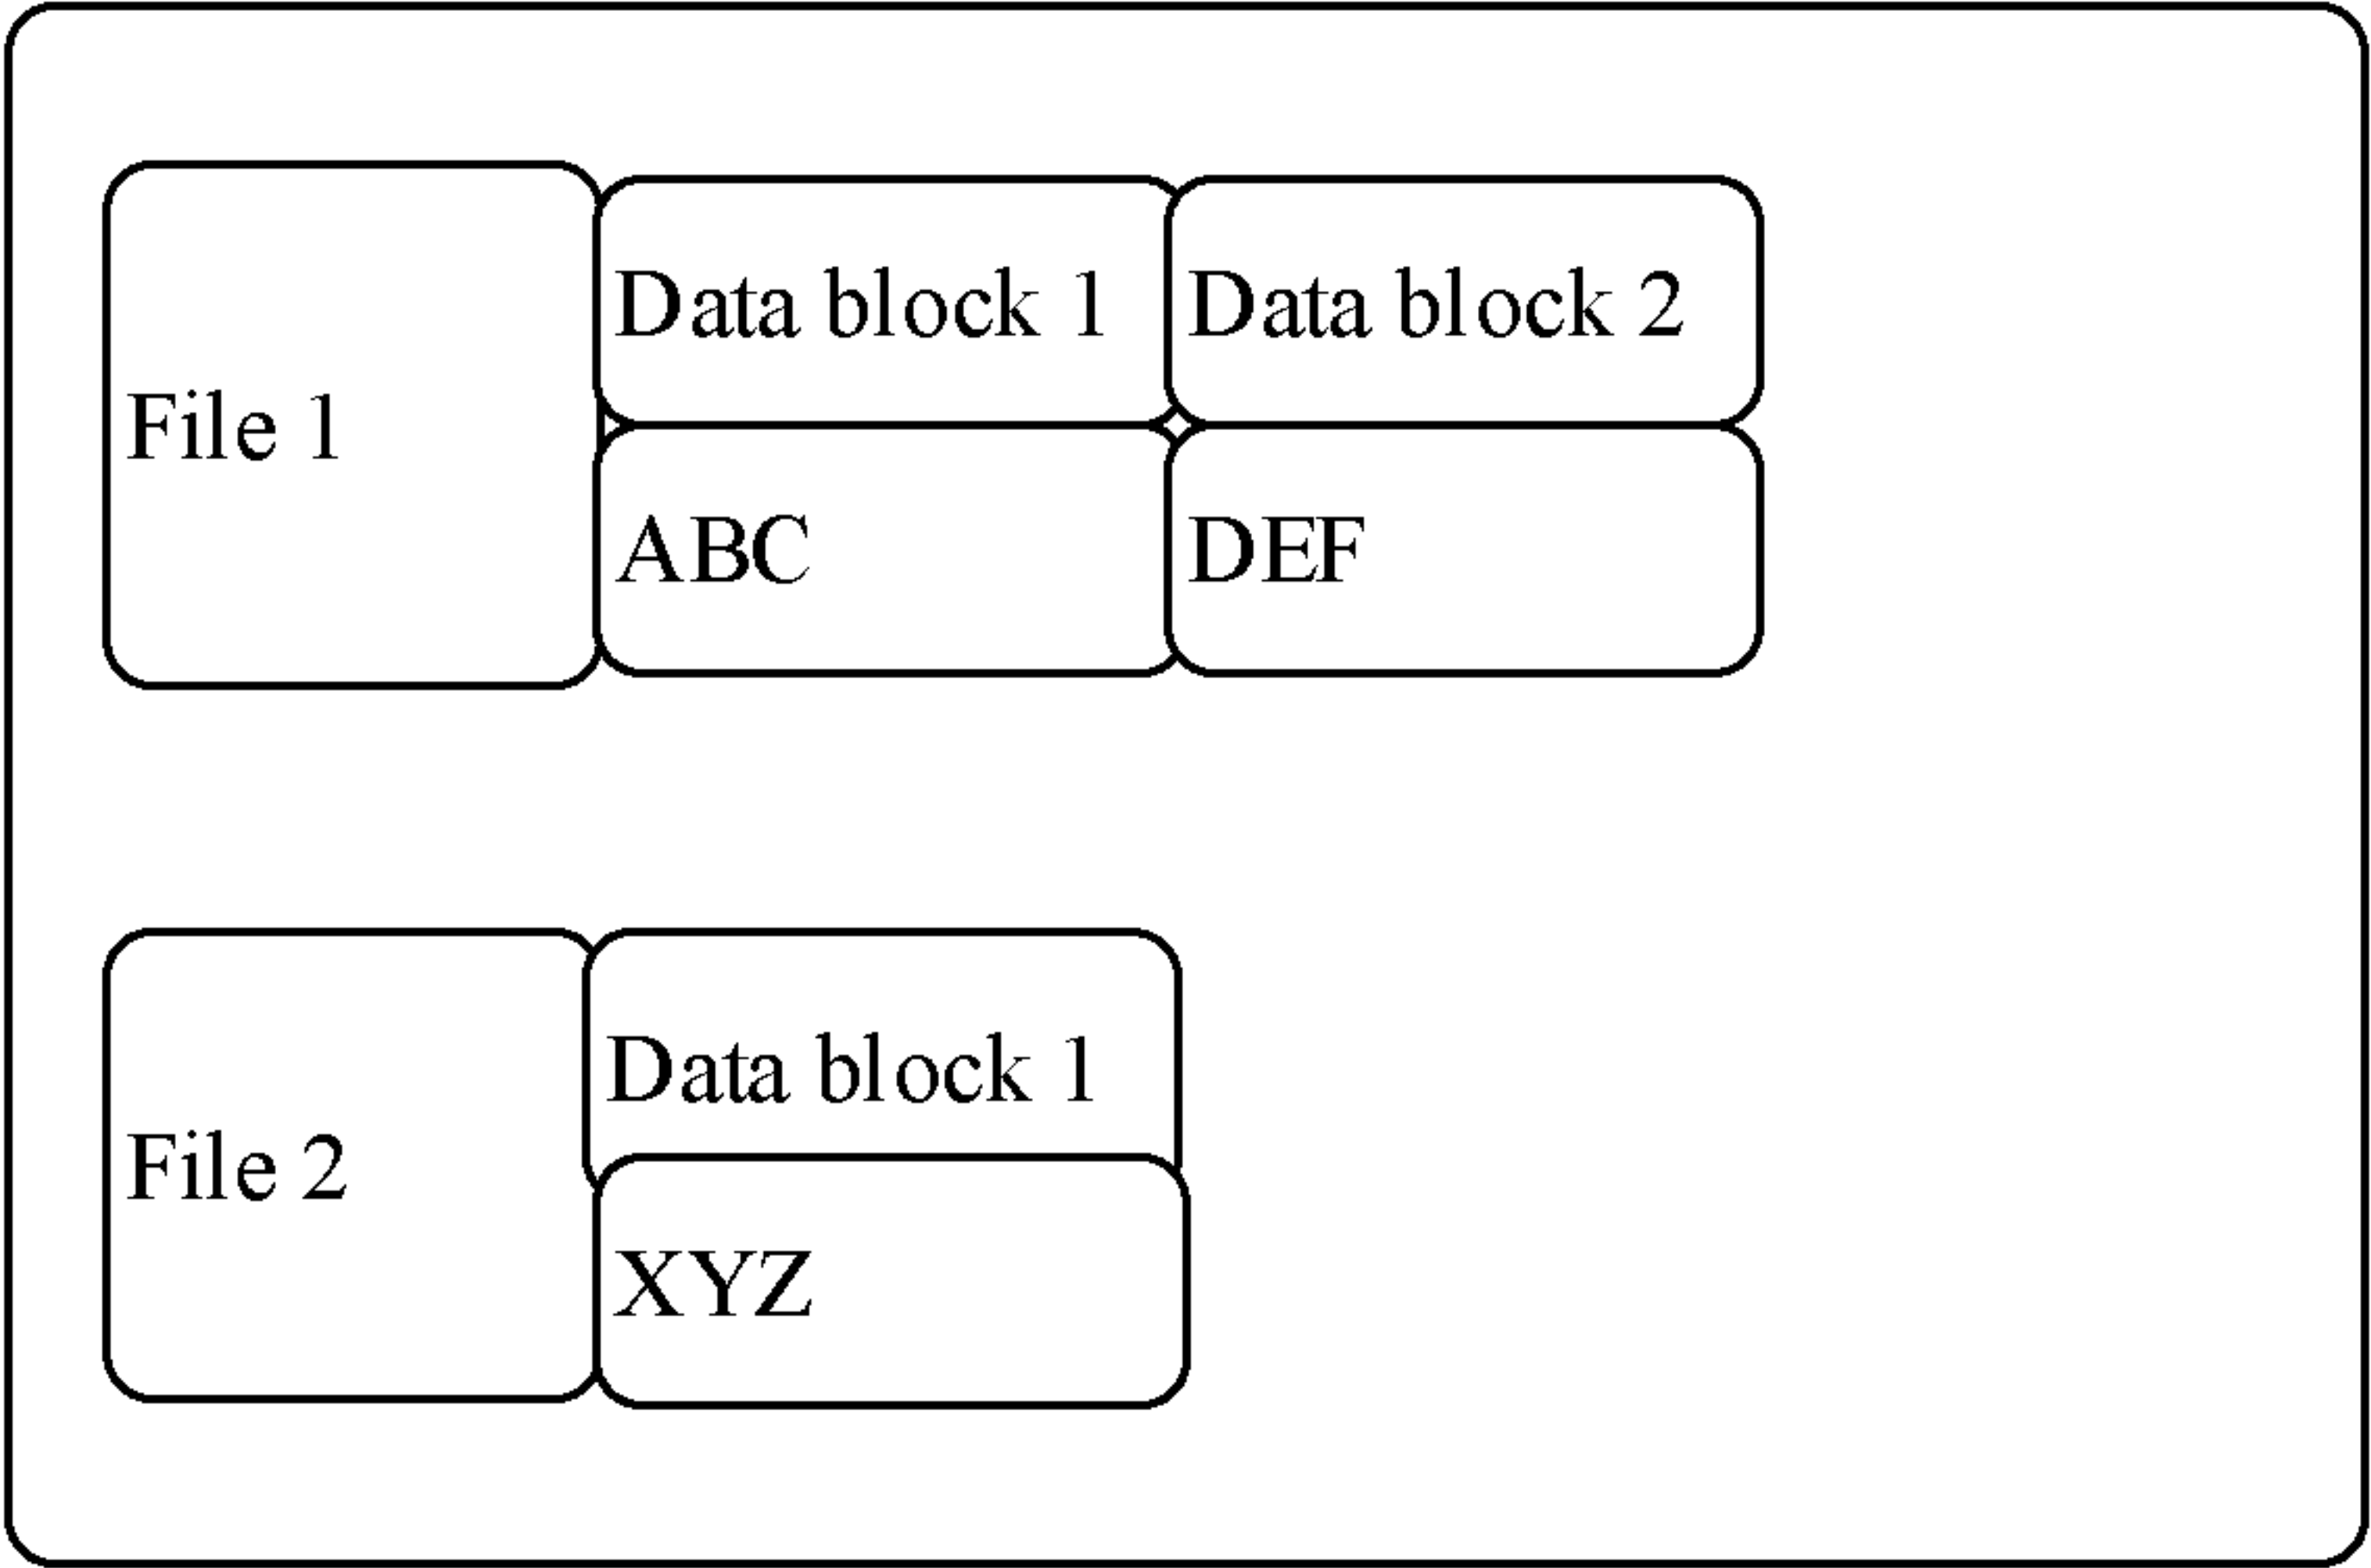 File 1
Data block 1
Data block 2
ABC
DEF
File 2
Data block 1
XYZ